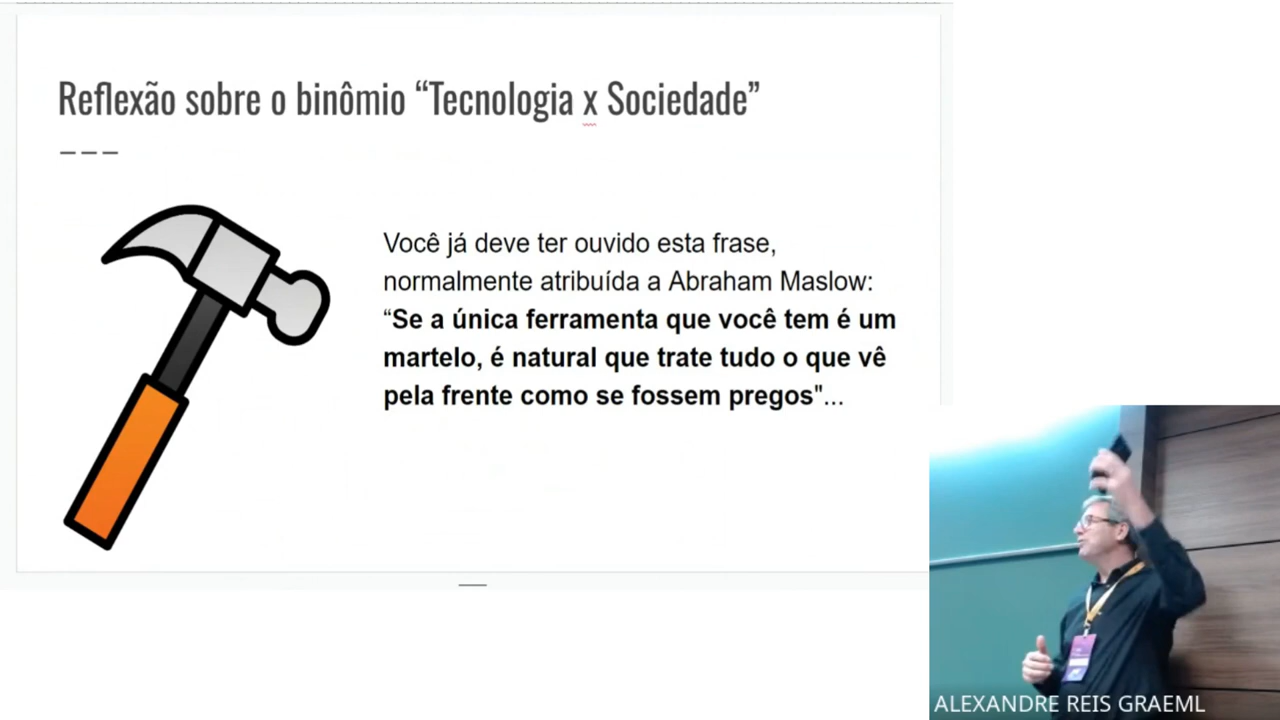 Reflexão sobre o binômio “Tecnologia x Sociedade”
Você já deve ter ouvido esta frase,
normalmente atribuída a Abraham Maslow:
“Se a única ferramenta que você tem é um
martelo, é natural que trate tudo o que vê
pela frente como se fossem pregos"...
ALEXANDRE REIS GRAEML